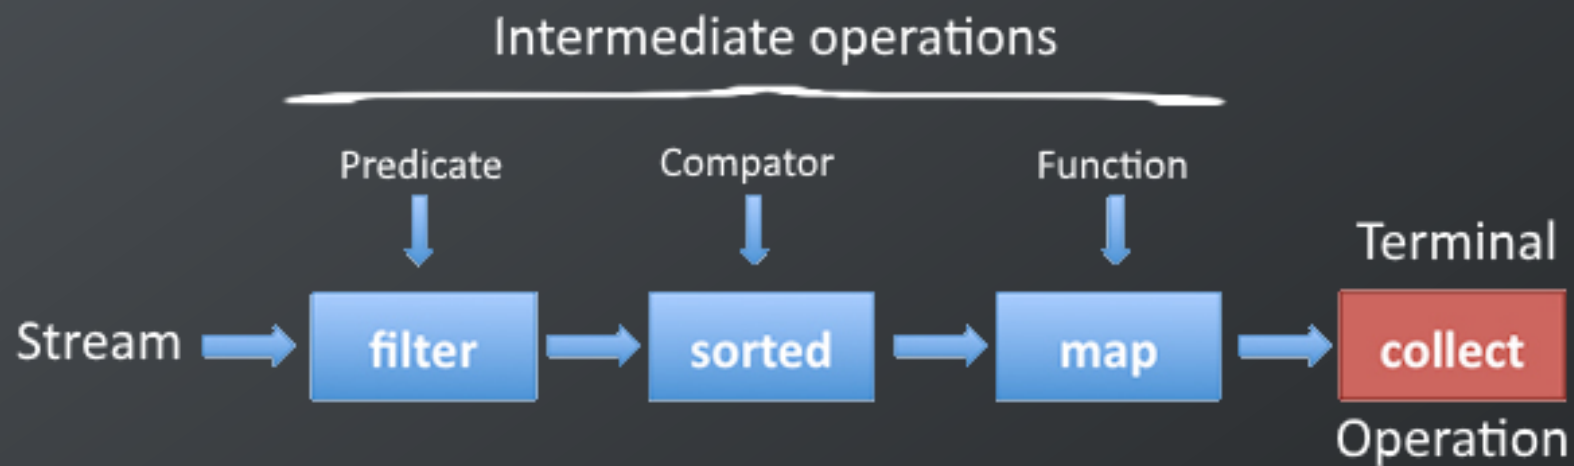 Intermediate operations
Predicate
Compator
Function
Stream
filter
sorted
map
Terminal
collect
Operation